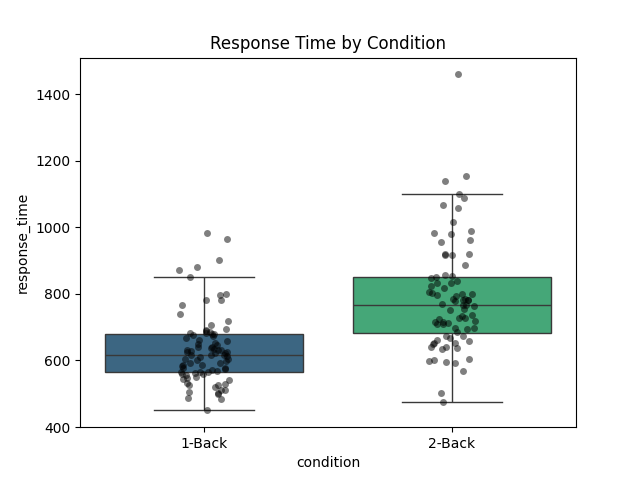 Response Time by Condition
1400
1200
1000
800
600
400
response_time
1-Back
2-Back
condition